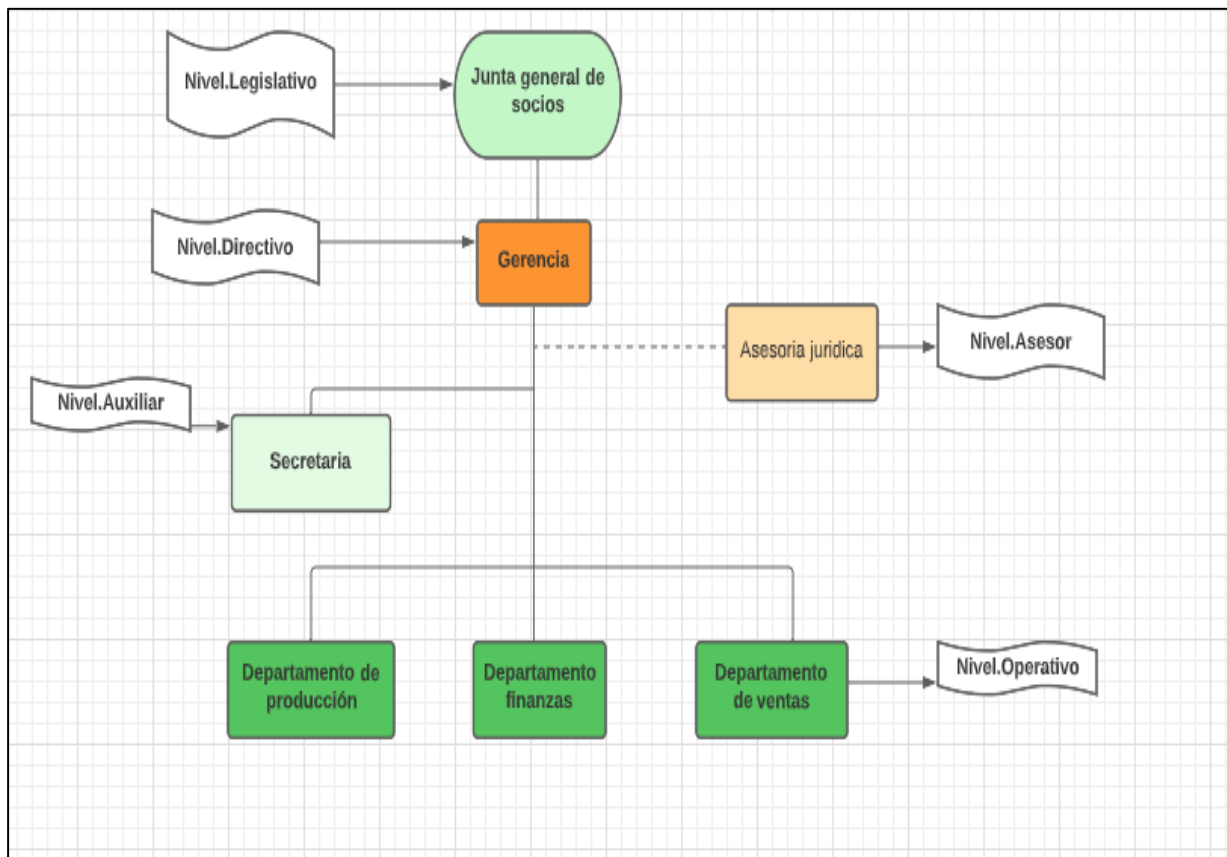 Nivel.Legislativo
Junta general de
socios
Nivel.Directivo
Gerencia
Asesoria juridica
Nivel.Asesor
Nivel.Auxiliar
Secretaria
Departamento de
producción
Departamento
finanzas
Departamento
de ventas
Nivel.Operativo